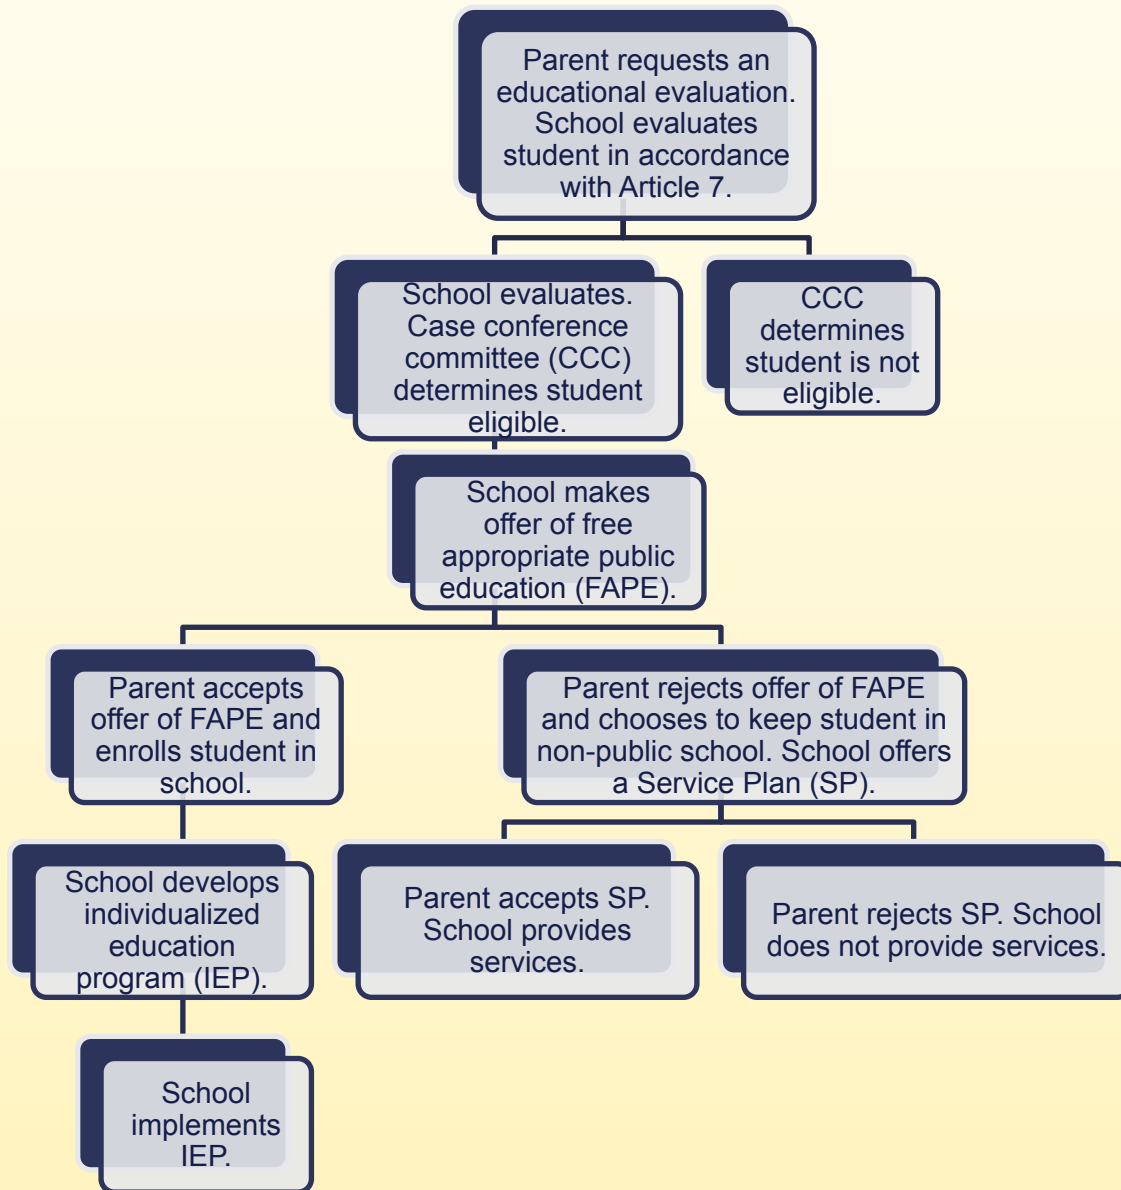 Parent requests an
educational evaluation.
School evaluates
student in accordance
with Article 7.
School evaluates.
Case conference
committee (CCC)
determines student
eligible.
CCC
determines
student is not
eligible.
School makes
offer of free
appropriate public
education (FAPE).
Parent accepts
offer of FAPE and
enrolls student in
school.
Parent rejects offer of FAPE
and chooses to keep student in
non-public school. School offers
a Service Plan (SP).
School develops
individualized
education
program (IEP).
Parent accepts SP.
School provides
services.
Parent rejects SP. School
does not provide services.
School
implements
IEP.